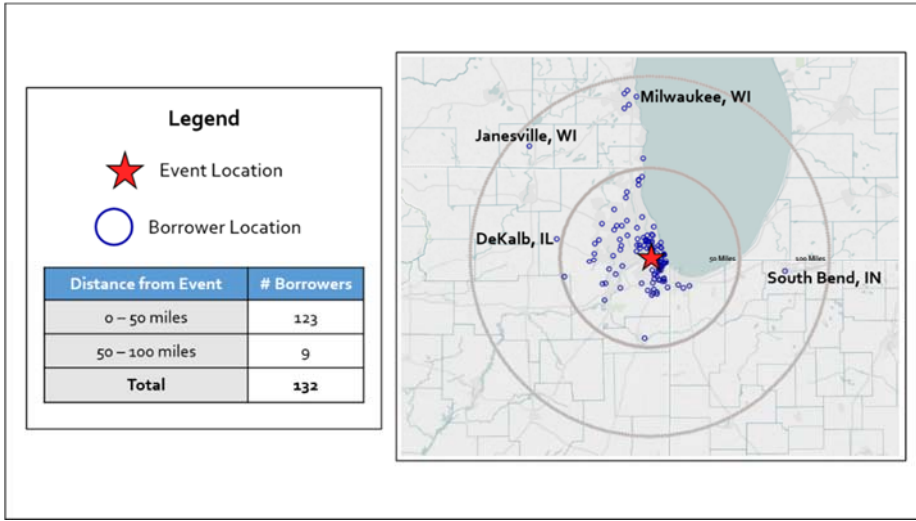 Legend
Event Location
Borrower Location
Distance from Event # Borrowers
0 – 50 miles 123
50 – 100 miles 9
Total 132
Milwaukee, WI
Janesville, WI
DeKalb, IL
50 Miles
100 Miles
South Bend, IN